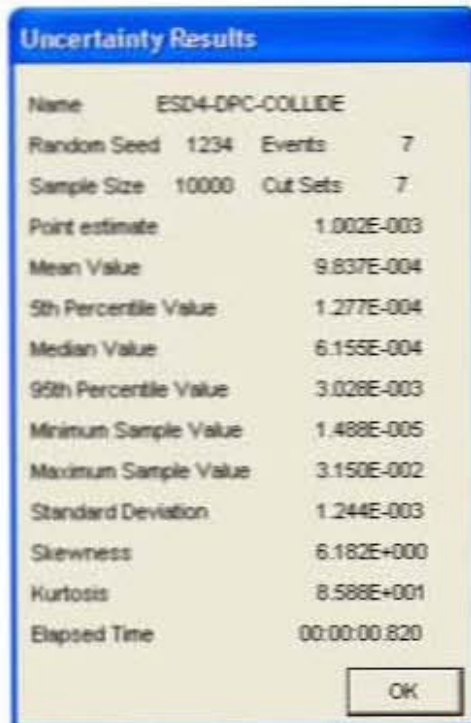 Uncertainty Results
Name ESD4-DPC-COLLIDE
Random Seed 1234 Events 7
Sample Size 10000 Cut Sets 7
Point estimate 1.002E-003
Mean Value 9.837E-004
5th Percentile Value 1.277E-004
Median Value 6.155E-004
95th Percentile Value 3.028E-003
Minimum Sample Value 1.488E-005
Maximum Sample Value 3.150E-002
Standard Deviation 1.244E-003
Skewness 6.182E+000
Kurtosis 8.588E+001
Elapsed Time 00:00:00.820
OK